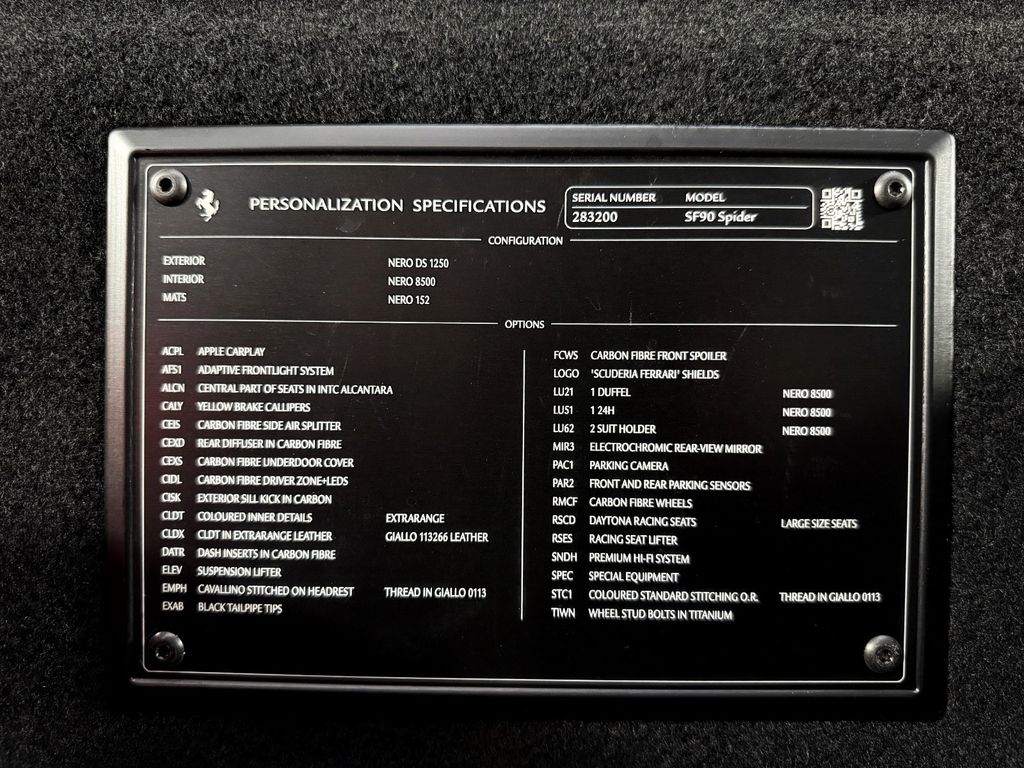 PERSONALIZATION SPECIFICATIONS
SERIAL NUMBER MODEL
283200 SF90 Spider
CONFIGURATION
EXTERIOR NERO DS 1250
INTERIOR NERO 8500
MATS NERO 152
OPTIONS
ACPL APPLE CARPLAY
AFS1 ADAPTIVE FRONTLIGHT SYSTEM
ALCN CENTRAL PART OF SEATS IN INTC ALCANTARA
CALY YELLOW BRAKE CALLIPERS
CEIS CARBON FIBRE SIDE AIR SPLITTER
CEXD REAR DIFFUSER IN CARBON FIBRE
CEXS CARBON FIBRE UNDERDOOR COVER
CIDL CARBON FIBRE DRIVER ZONE+LEDS
CISK EXTERIOR SILL KICK IN CARBON
CLDT COLOURED INNER DETAILS EXTRARANGE
CLDX CLDT IN EXTRARANGE LEATHER GIALLO 113266 LEATHER
DATR DASH INSERTS IN CARBON FIBRE
ELEV SUSPENSION LIFTER
EMPH CAVALLINO STITCHED ON HEADREST THREAD IN GIALLO 0113
EXAB BLACK TAILPIPE TIPS
FCWS CARBON FIBRE FRONT SPOILER
LOGO 'SCUDERIA FERRARI' SHIELDS
LU21 1 DUFFEL NERO 8500
LU51 1 24H NERO 8500
LU62 2 SUIT HOLDER NERO 8500
MIR3 ELECTROCHROMIC REAR-VIEW MIRROR
PAC1 PARKING CAMERA
PAR2 FRONT AND REAR PARKING SENSORS
RMCF CARBON FIBRE WHEELS
RSCD DAYTONA RACING SEATS LARGE SIZE SEATS
RSES RACING SEAT LIFTER
SNDH PREMIUM HI-FI SYSTEM
SPEC SPECIAL EQUIPMENT
STC1 COLOURED STANDARD STITCHING O.R. THREAD IN GIALLO 0113
TIWN WHEEL STUD BOLTS IN TITANIUM